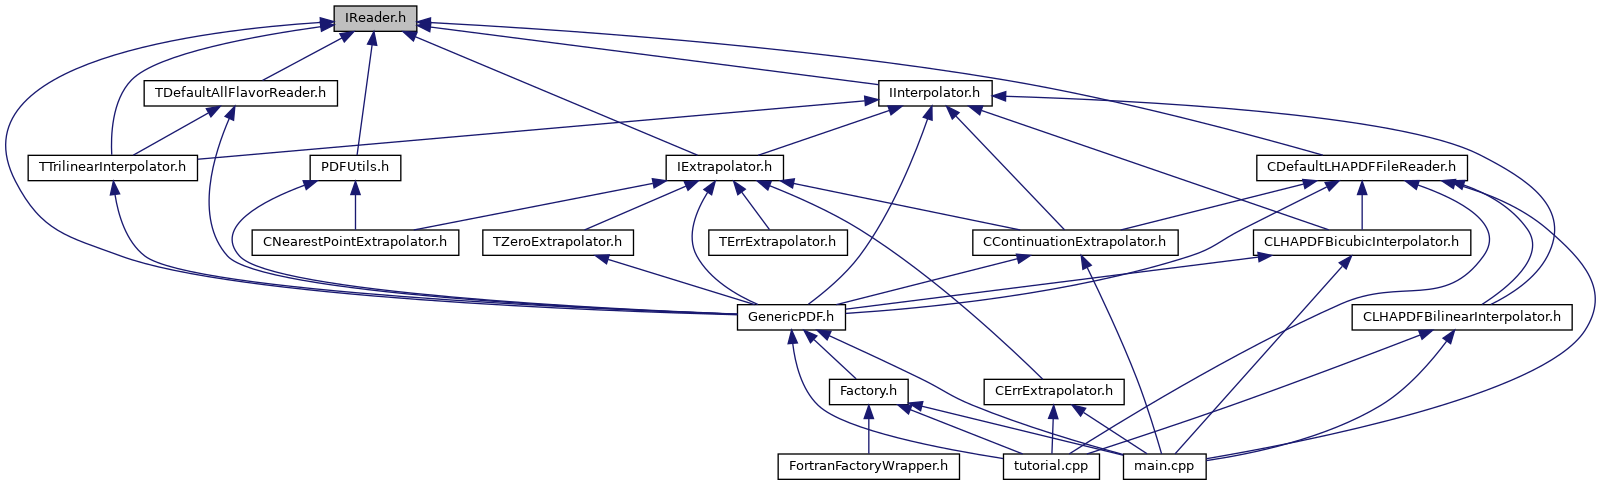 IReader.h
TDefaultAllFlavorReader.h
IInterpolator.h
TTrilinearInterpolator.h
PDFUtils.h
IExtrapolator.h
CDefaultLHAPDFFileReader.h
CNearestPointExtrapolator.h
TZeroExtrapolator.h
TErrExtrapolator.h
CContinuationExtrapolator.h
CLHAPDFBicubicInterpolator.h
GenericPDF.h
CLHAPDFBilinearInterpolator.h
Factory.h
CErrExtrapolator.h
FortranFactoryWrapper.h
tutorial.cpp
main.cpp